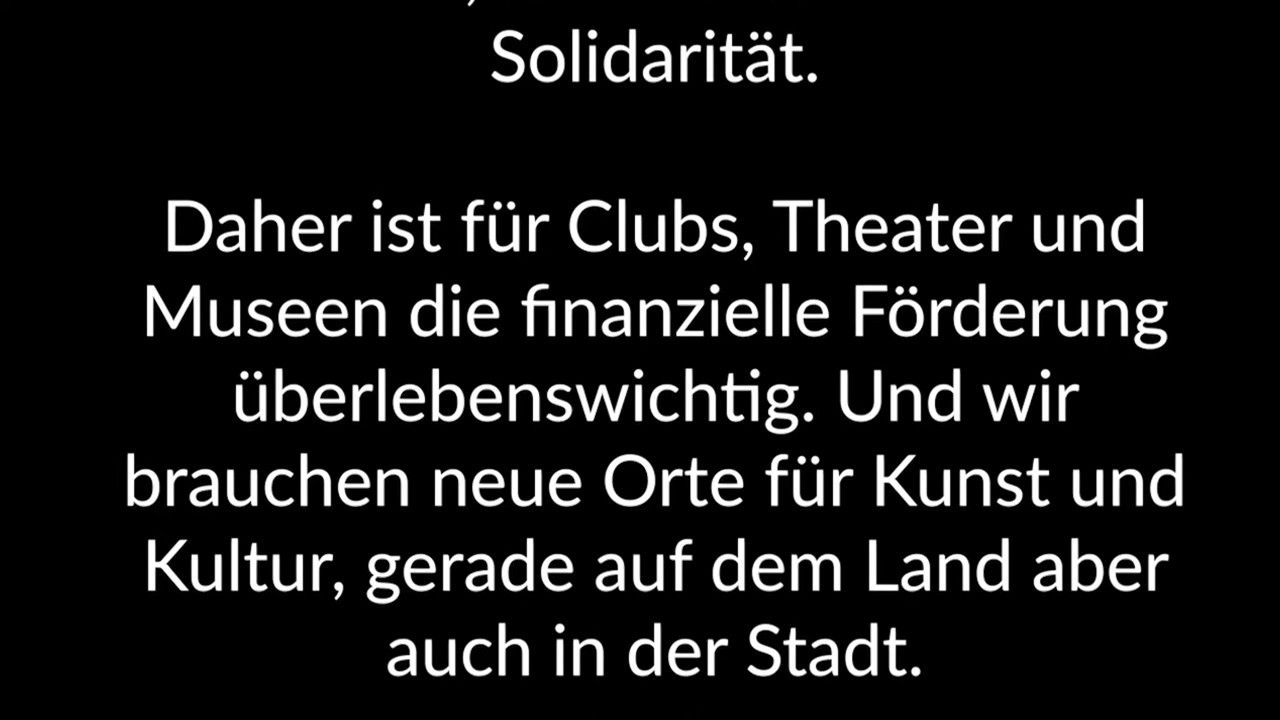 Solidarität.
Daher ist für Clubs, Theater und
Museen die finanzielle Förderung
überlebenswichtig. Und wir
brauchen neue Orte für Kunst und
Kultur, gerade auf dem Land aber
auch in der Stadt.